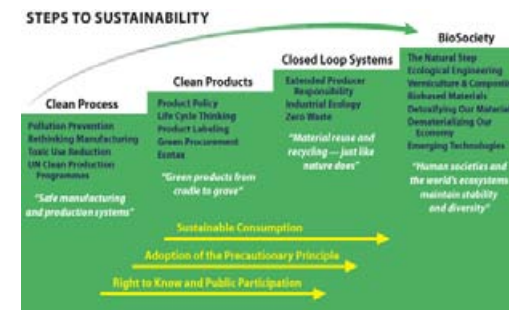 STEPS TO SUSTAINABILITY
Clean Process
Pollution Prevention
Rethinking Manufacturing
Toxic Use Reduction
UN Clean Production
Programmes
"Safe manufacturing
and production systems"
Clean Products
Product Policy
Life Cycle Thinking
Product Labeling
Green Procurement
Ecotax
"Green products from
cradle to grave"
Closed Loop Systems
Extended Producer
Responsibility
Industrial Ecology
Zero Waste
"Material reuse and
recycling — just like
nature does"
BioSociety
The Natural Step
Ecological Engineering
Vermiculture &
Biobased Materials
Detoxifying Our
Dematerializing Our
Economy
Emerging Technologies
"Human societies and
the world's ecosystems
maintain stability
and diversity"
Sustainable Consumption
Adoption of the Precautionary Principle
Right to Know and Public Participation